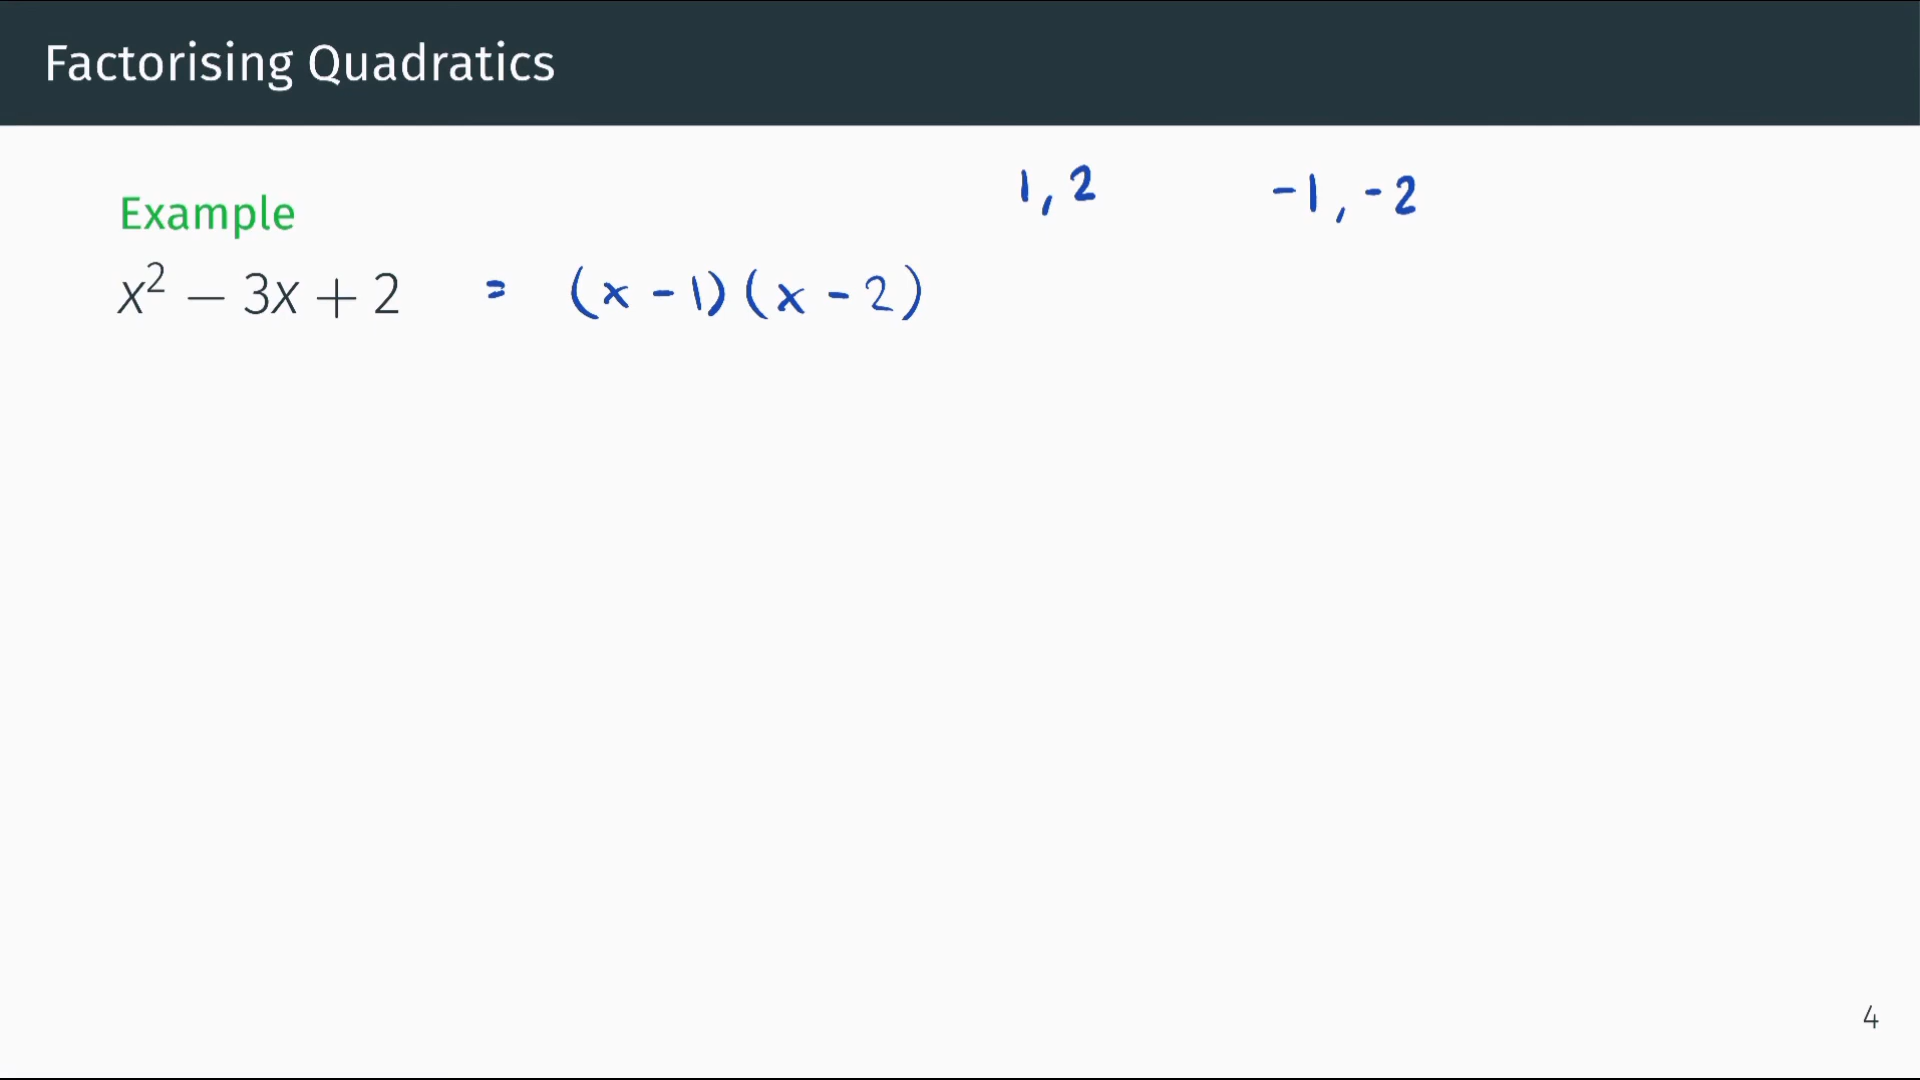 Factorising Quadratics
1, 2 -1, -2
Example
x² − 3x + 2 = (x - 1)(x - 2)
4